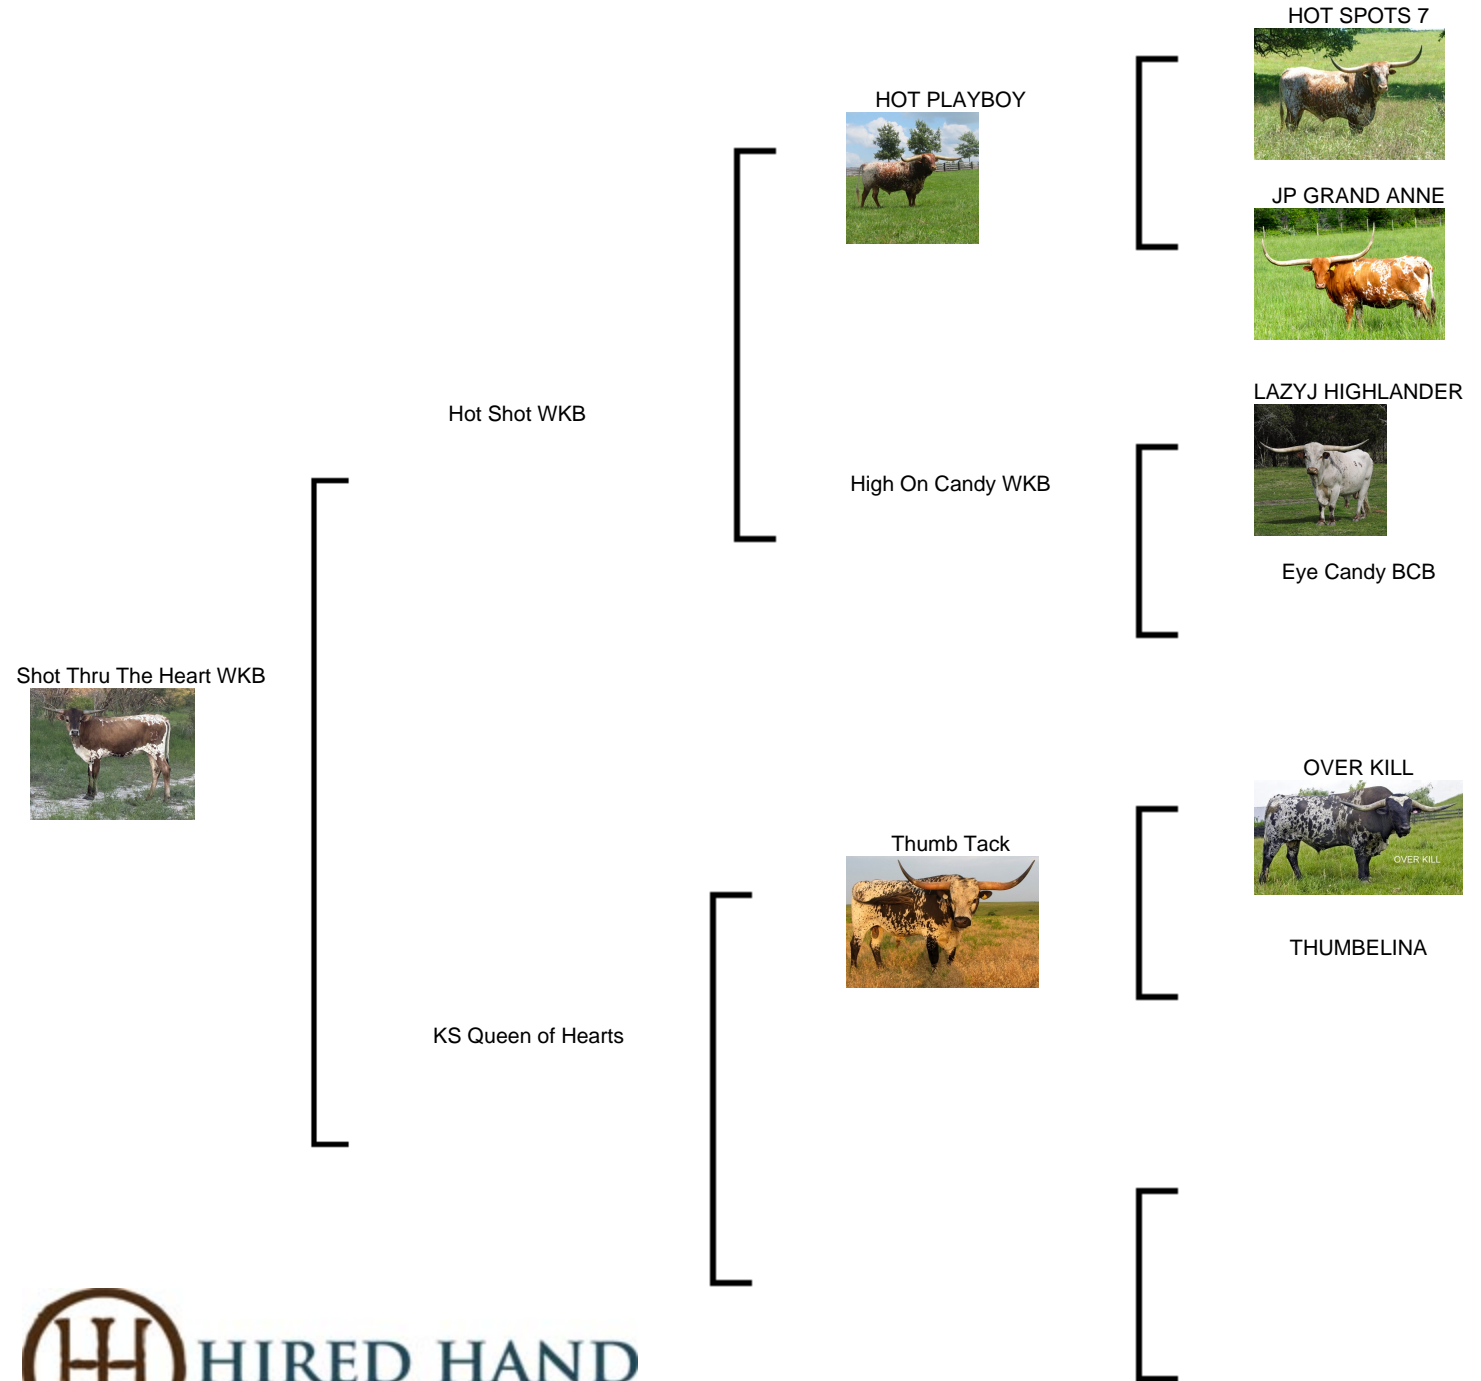 HOT SPOTS 7
HOT PLAYBOY
JP GRAND ANNE
LAZYJ HIGHLANDER
Hot Shot WKB
High On Candy WKB
Eye Candy BCB
Shot Thru The Heart WKB
OVER KILL
Thumb Tack
OVER KILL
THUMBELINA
KS Queen of Hearts
HIRED HAND